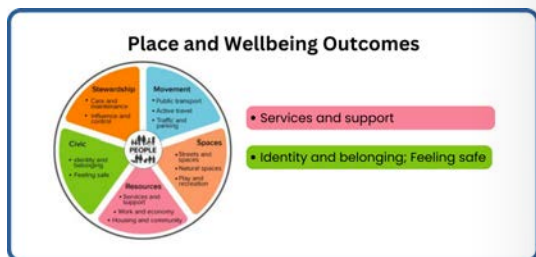 Place and Wellbeing Outcomes
Stewardship
• Care and
maintenance
• Influence and
control
Movement
• Public transport
• Active travel
• Traffic and
parking
Civic
• Identity and
belonging
• Feeling safe
PEOPLE
Spaces
• Streets and
spaces
• Natural spaces
• Play and
recreation
Resources
• Services and
support
• Work and economy
• Housing and community
• Services and support
• Identity and belonging; Feeling safe